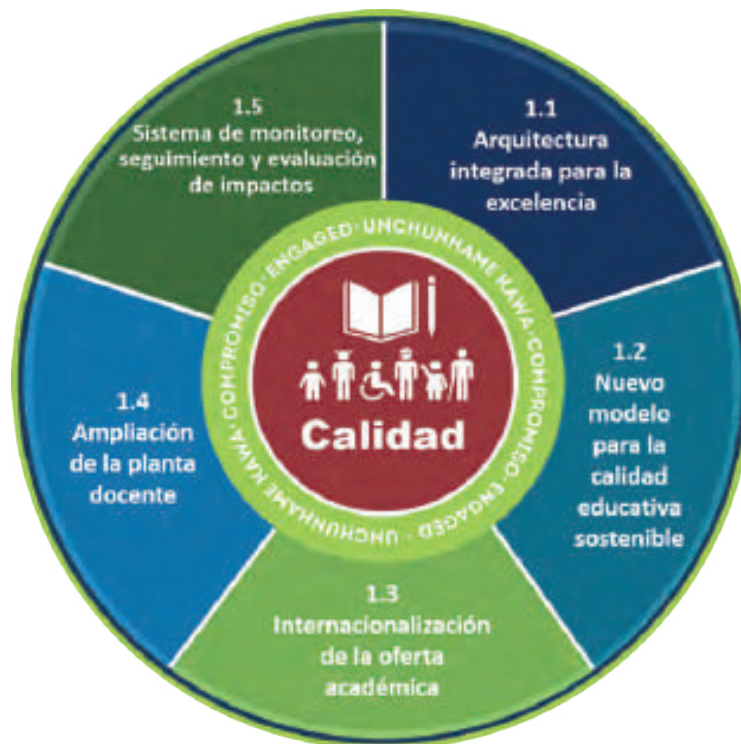 1.1
Arquitectura
integrada para la
excelencia
1.2
Nuevo
modelo
para la
calidad
educativa
sostenible
1.3
Internacionalización
de la oferta
académica
1.4
Ampliación
de la planta
docente
1.5
Sistema de monitoreo,
seguimiento y evaluación
de impactos
COMPROMISO · ENGAGED · UNCHUNHAME KAWA · COMPROMISO · ENGAGED · UNCHUNHAME KAWA ·
Calidad